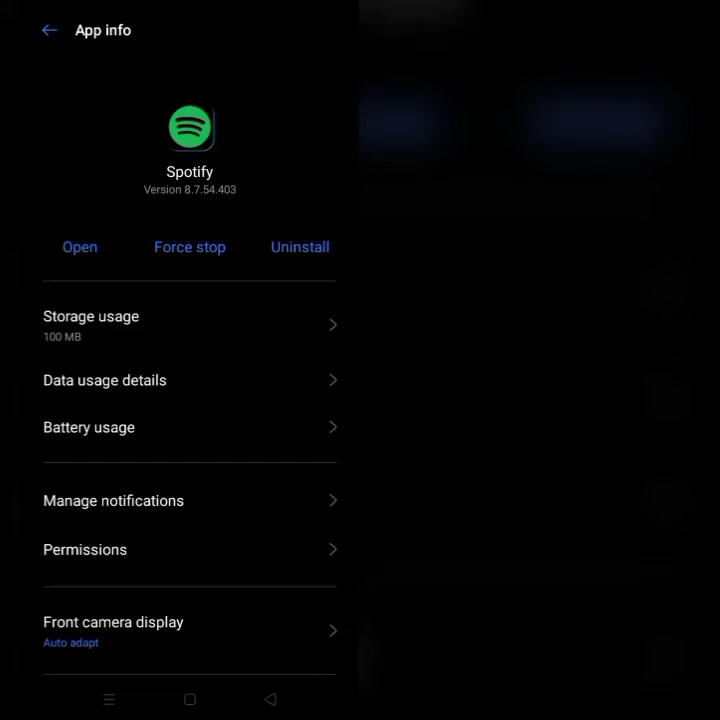 App info
Spotify
Version 8.7.54.403
Open Force stop Uninstall
Storage usage
100 MB
Data usage details
Battery usage
Manage notifications
Permissions
Front camera display
Auto adapt